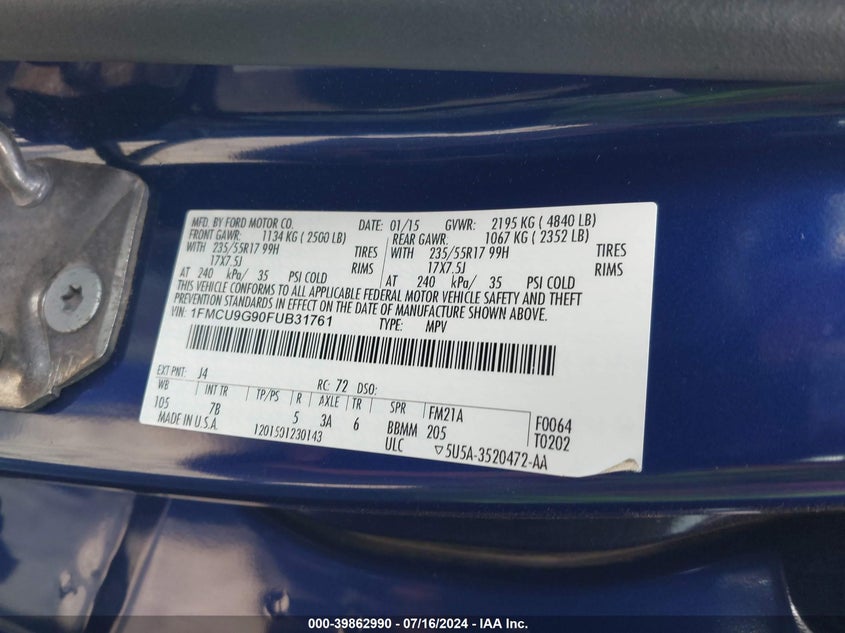 MFD. BY FORD MOTOR CO. DATE: 01/15 GVWR: 2195 KG ( 4840 LB)
FRONT GAWR: 1134 KG ( 2500 LB) REAR GAWR: 1067 KG ( 2352 LB)
WITH 235/55R17 99H TIRES WITH 235/55R17 99H TIRES
17X7.5J RIMS 17X7.5J RIMS
AT 240 kPa/ 35 PSI COLD AT 240 kPa/ 35 PSI COLD
THIS VEHICLE CONFORMS TO ALL APPLICABLE FEDERAL MOTOR VEHICLE SAFETY AND THEFT
PREVENTION STANDARDS IN EFFECT ON THE DATE OF MANUFACTURE SHOWN ABOVE.
VIN: 1FMCU9G90FUB31761 TYPE: MPV
EXT PNT: J4 RC: 72 DSO:
WB INT TR TP/PS R AXLE TR SPR FM21A F0064
105 7B 5 3A 6 BBMM 205 T0202
MADE IN U.S.A. 1201501230143 ULC ▽5U5A-3520472-AA
000-39862990 - 07/16/2024 - IAA Inc.